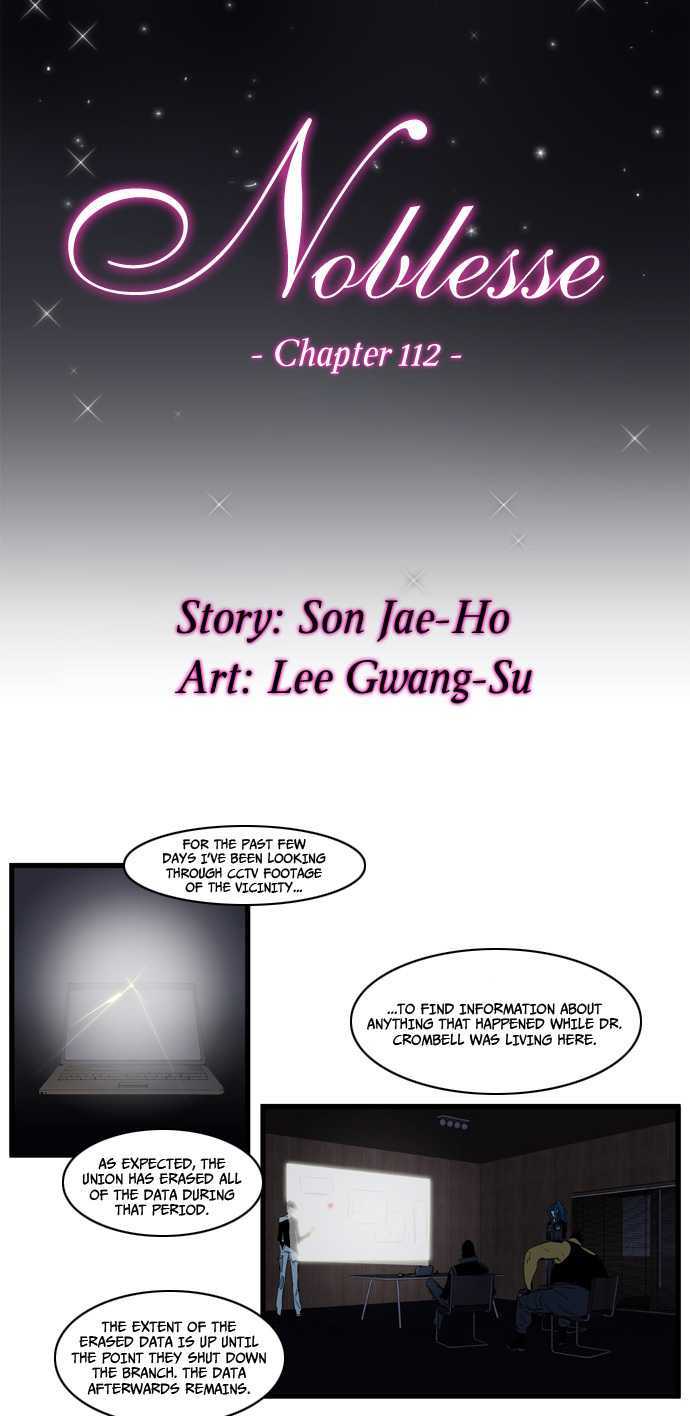 Noblesse
- Chapter 112 -
Story: Son Jae-Ho
Art: Lee Gwang-Su
FOR THE PAST FEW
DAYS I'VE BEEN LOOKING
THROUGH CCTV FOOTAGE
OF THE VICINITY...
...TO FIND INFORMATION ABOUT
ANYTHING THAT HAPPENED WHILE DR.
CROMBELL WAS LIVING HERE.
AS EXPECTED, THE
UNION HAS ERASED ALL
OF THE DATA DURING
THAT PERIOD.
THE EXTENT OF THE
ERASED DATA IS UP UNTIL
THE POINT THEY SHUT DOWN
THE BRANCH. THE DATA
AFTERWARDS REMAINS.